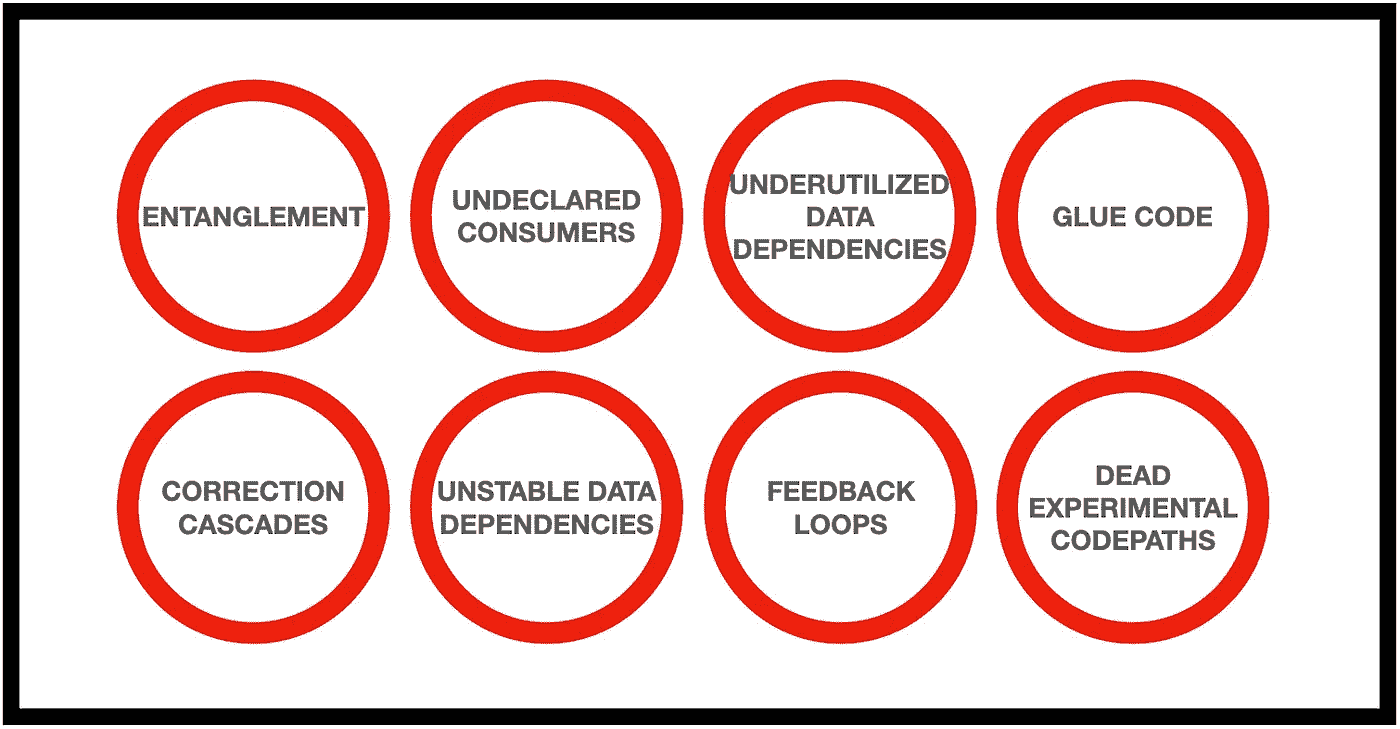 ENTANGLEMENT
UNDECLARED
CONSUMERS
UNDERUTILIZED
DATA
DEPENDENCIES
GLUE CODE
CORRECTION
CASCADES
UNSTABLE DATA
DEPENDENCIES
FEEDBACK
LOOPS
DEAD
EXPERIMENTAL
CODEPATHS